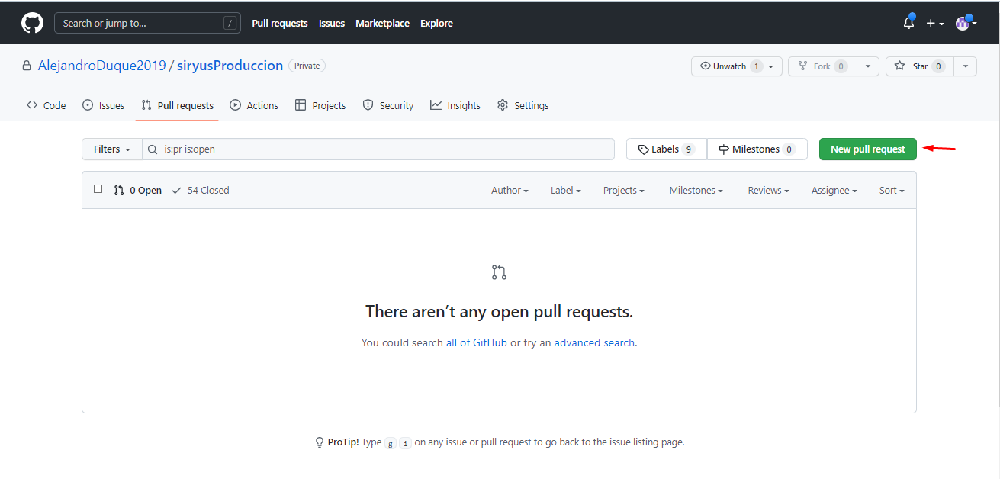 Search or jump to... / Pull requests Issues Marketplace Explore
AlejandroDuque2019 / siryusProduccion Private Unwatch 1 Fork 0 Star 0
Code Issues Pull requests Actions Projects Security Insights Settings
Filters is:pr is:open Labels 9 Milestones 0 New pull request
0 Open 54 Closed Author Label Projects Milestones Reviews Assignee Sort
There aren’t any open pull requests.
You could search all of GitHub or try an advanced search.
ProTip! Type g i on any issue or pull request to go back to the issue listing page.